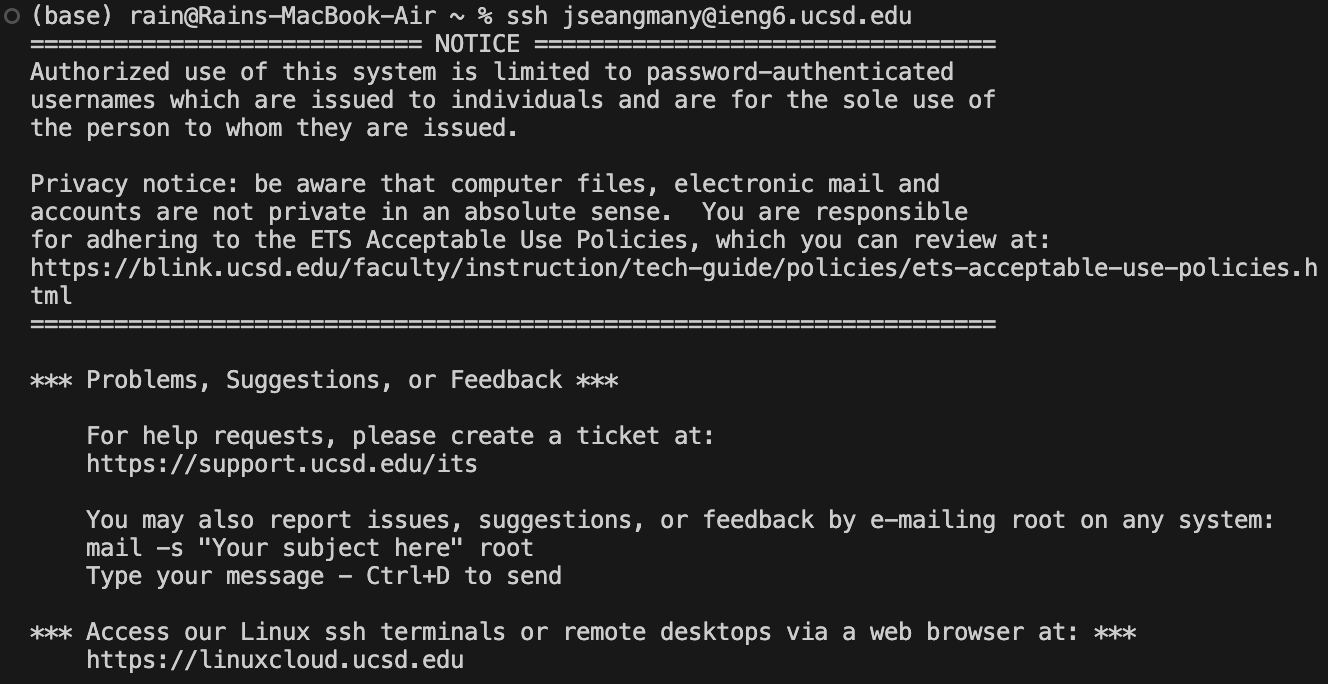 (base) rain@Rains-MacBook-Air ~ % ssh jseangmany@ieng6.ucsd.edu
============================ NOTICE =================================
Authorized use of this system is limited to password-authenticated
usernames which are issued to individuals and are for the sole use of
the person to whom they are issued.

Privacy notice: be aware that computer files, electronic mail and
accounts are not private in an absolute sense.  You are responsible
for adhering to the ETS Acceptable Use Policies, which you can review at:
https://blink.ucsd.edu/faculty/instruction/tech-guide/policies/ets-acceptable-use-policies.h
tml
=====================================================================

*** Problems, Suggestions, or Feedback ***

    For help requests, please create a ticket at:
    https://support.ucsd.edu/its

    You may also report issues, suggestions, or feedback by e-mailing root on any system:
    mail -s "Your subject here" root
    Type your message - Ctrl+D to send

*** Access our Linux ssh terminals or remote desktops via a web browser at: ***
    https://linuxcloud.ucsd.edu